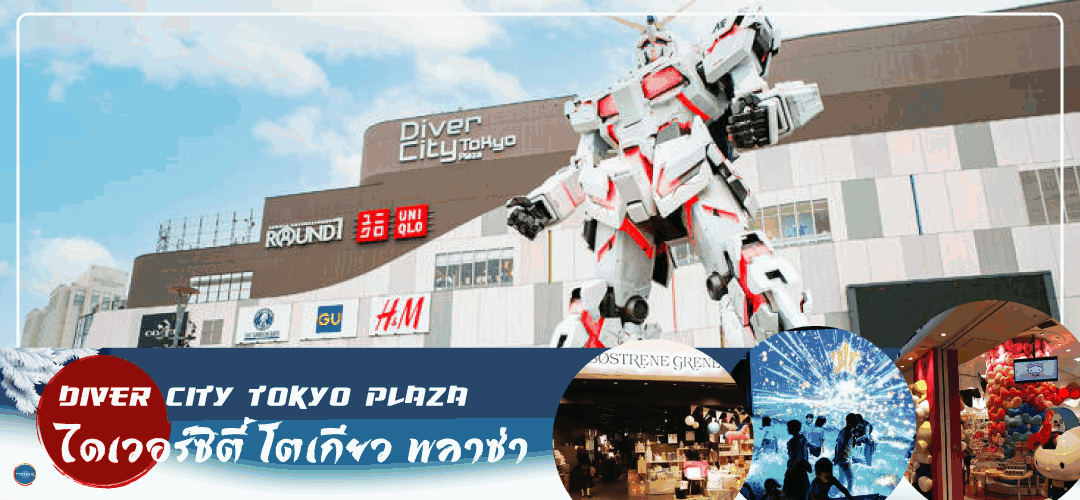 Diver
City Tokyo
PLAZA
ROUND1
ユニ
クロ
UNI
QLO
GU
H&M
SØSTRENE GRENE
DIVER CITY TOKYO PLAZA
ไดเวอร์ซิตี้ โตเกียว พลาซ่า